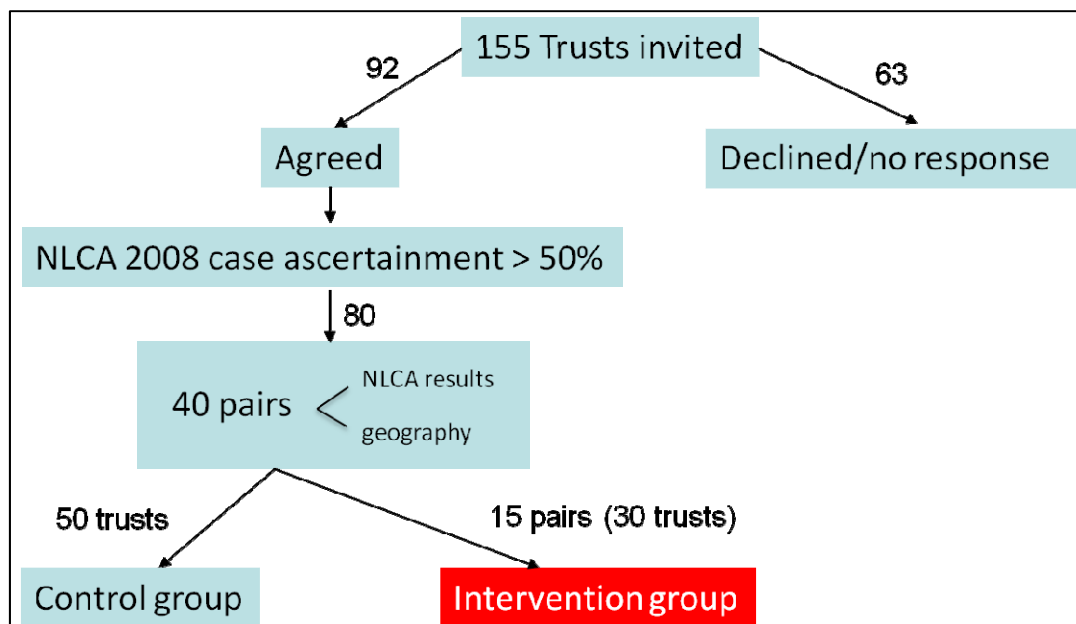 155 Trusts invited
92
63
Agreed
Declined/no response
NLCA 2008 case ascertainment > 50%
80
40 pairs
NLCA results
geography
50 trusts
15 pairs (30 trusts)
Control group
Intervention group